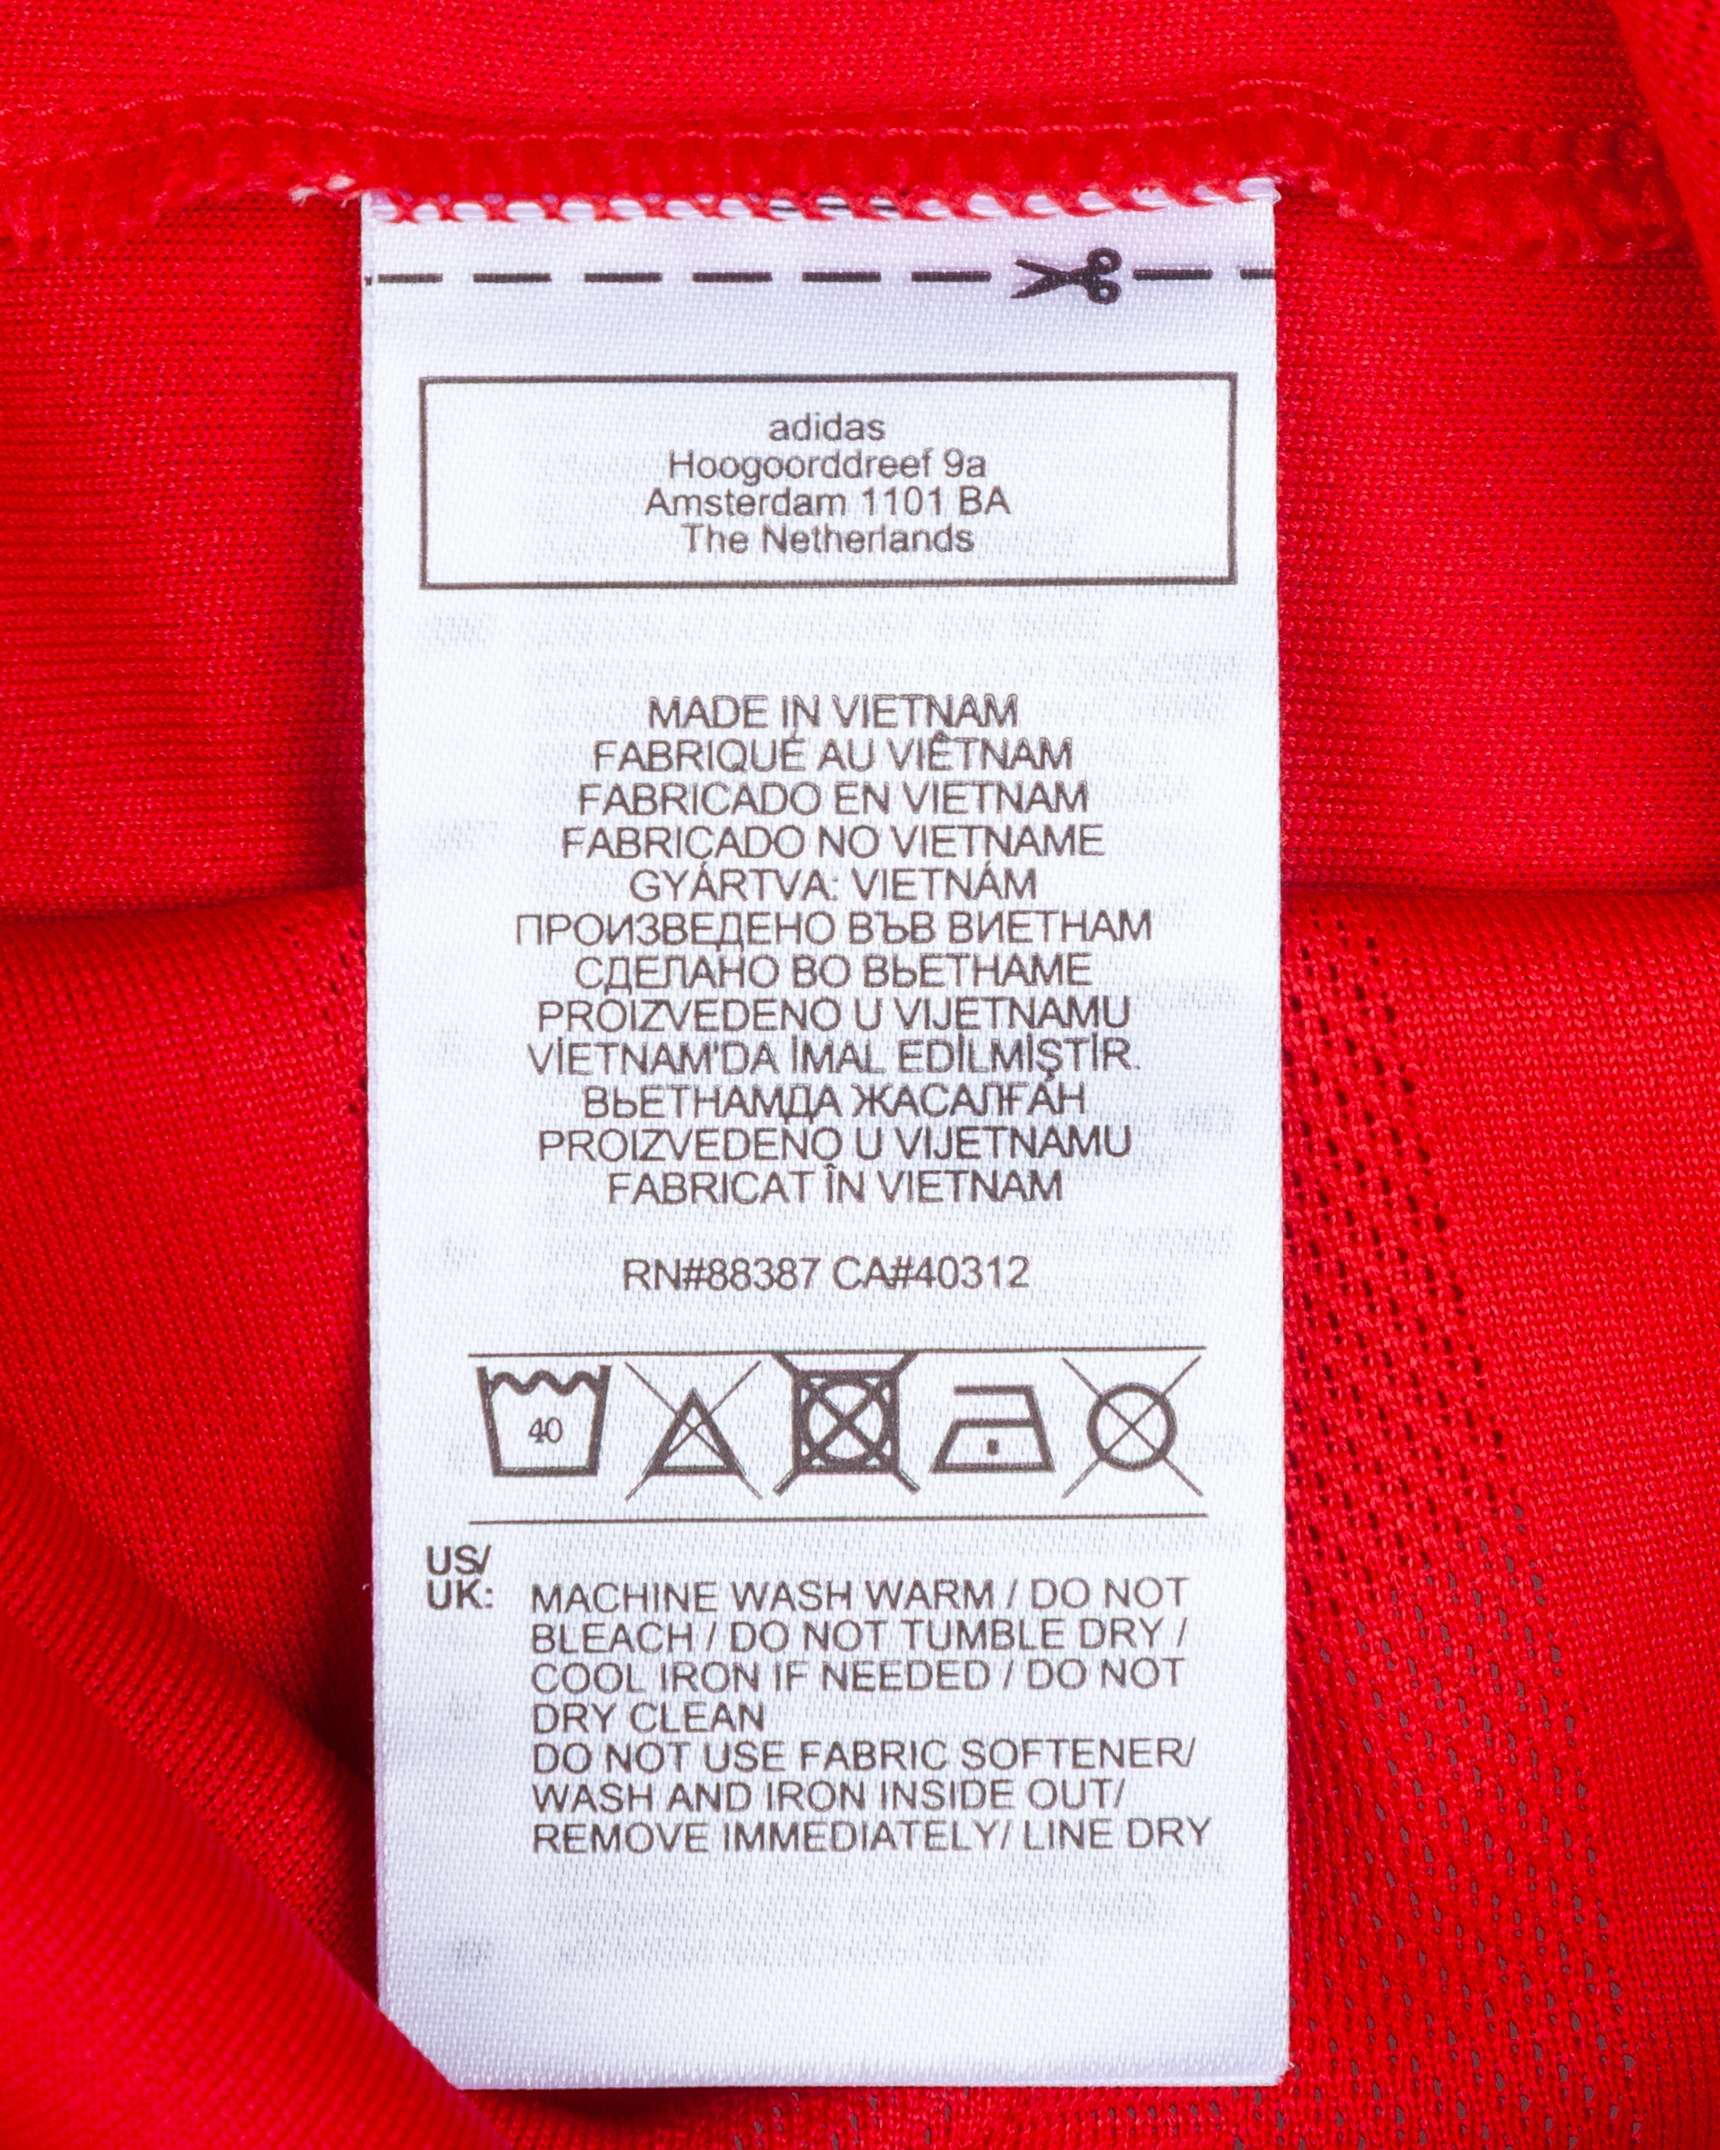 adidas
Hoogoorddreef 9a
Amsterdam 1101 BA
The Netherlands
MADE IN VIETNAM
FABRIQUÉ AU VIÊTNAM
FABRICADO EN VIETNAM
FABRICADO NO VIETNAME
GYÁRTVA: VIETNÁM
ПРОИЗВЕДЕНО ВЪВ ВИЕТНАМ
СДЕЛАНО ВО ВЬЕТНАМЕ
PROIZVEDENO U VIJETNAMU
VİETNAM'DA İMAL EDİLMİŞTİR.
ВЬЕТНАМДА ЖАСАЛҒАН
PROIZVEDENO U VIJETNAMU
FABRICAT ÎN VIETNAM
RN#88387 CA#40312
40
US/
UK: MACHINE WASH WARM / DO NOT
BLEACH / DO NOT TUMBLE DRY /
COOL IRON IF NEEDED / DO NOT
DRY CLEAN
DO NOT USE FABRIC SOFTENER/
WASH AND IRON INSIDE OUT/
REMOVE IMMEDIATELY/ LINE DRY